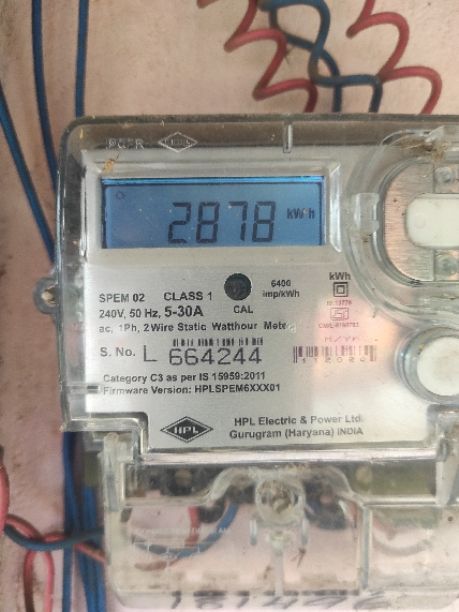 HPL
2878 kWh
SPEM 02 CLASS 1
6400
imp/kWh
kWh
240V, 50 Hz, 5-30A
CAL
ac, 1Ph, 2Wire Static Watthour Meter
S. No. L 664244
Category C3 as per IS 15959:2011
Firmware Version: HPLSPEM6XXX01
HPL
HPL Electric & Power Ltd.
Gurugram (Haryana) INDIA